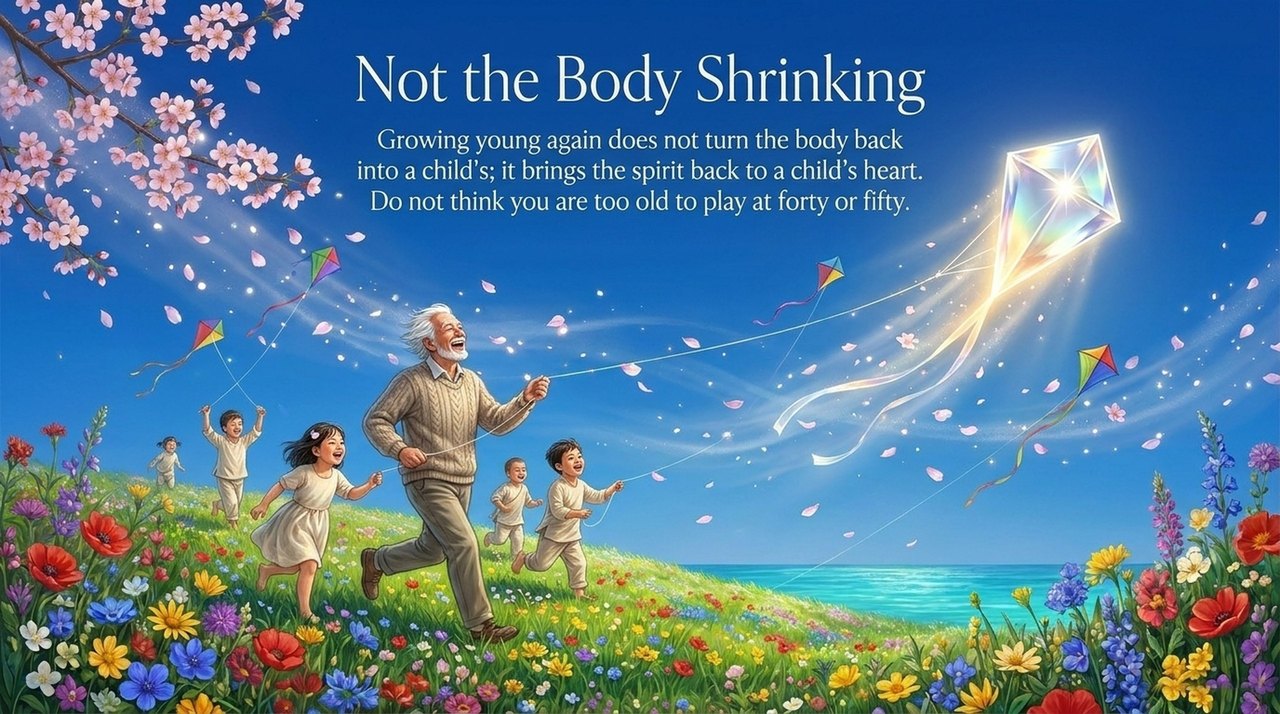 Not the Body Shrinking
Growing young again does not turn the body back
into a child’s; it brings the spirit back to a child’s heart.
Do not think you are too old to play at forty or fifty.